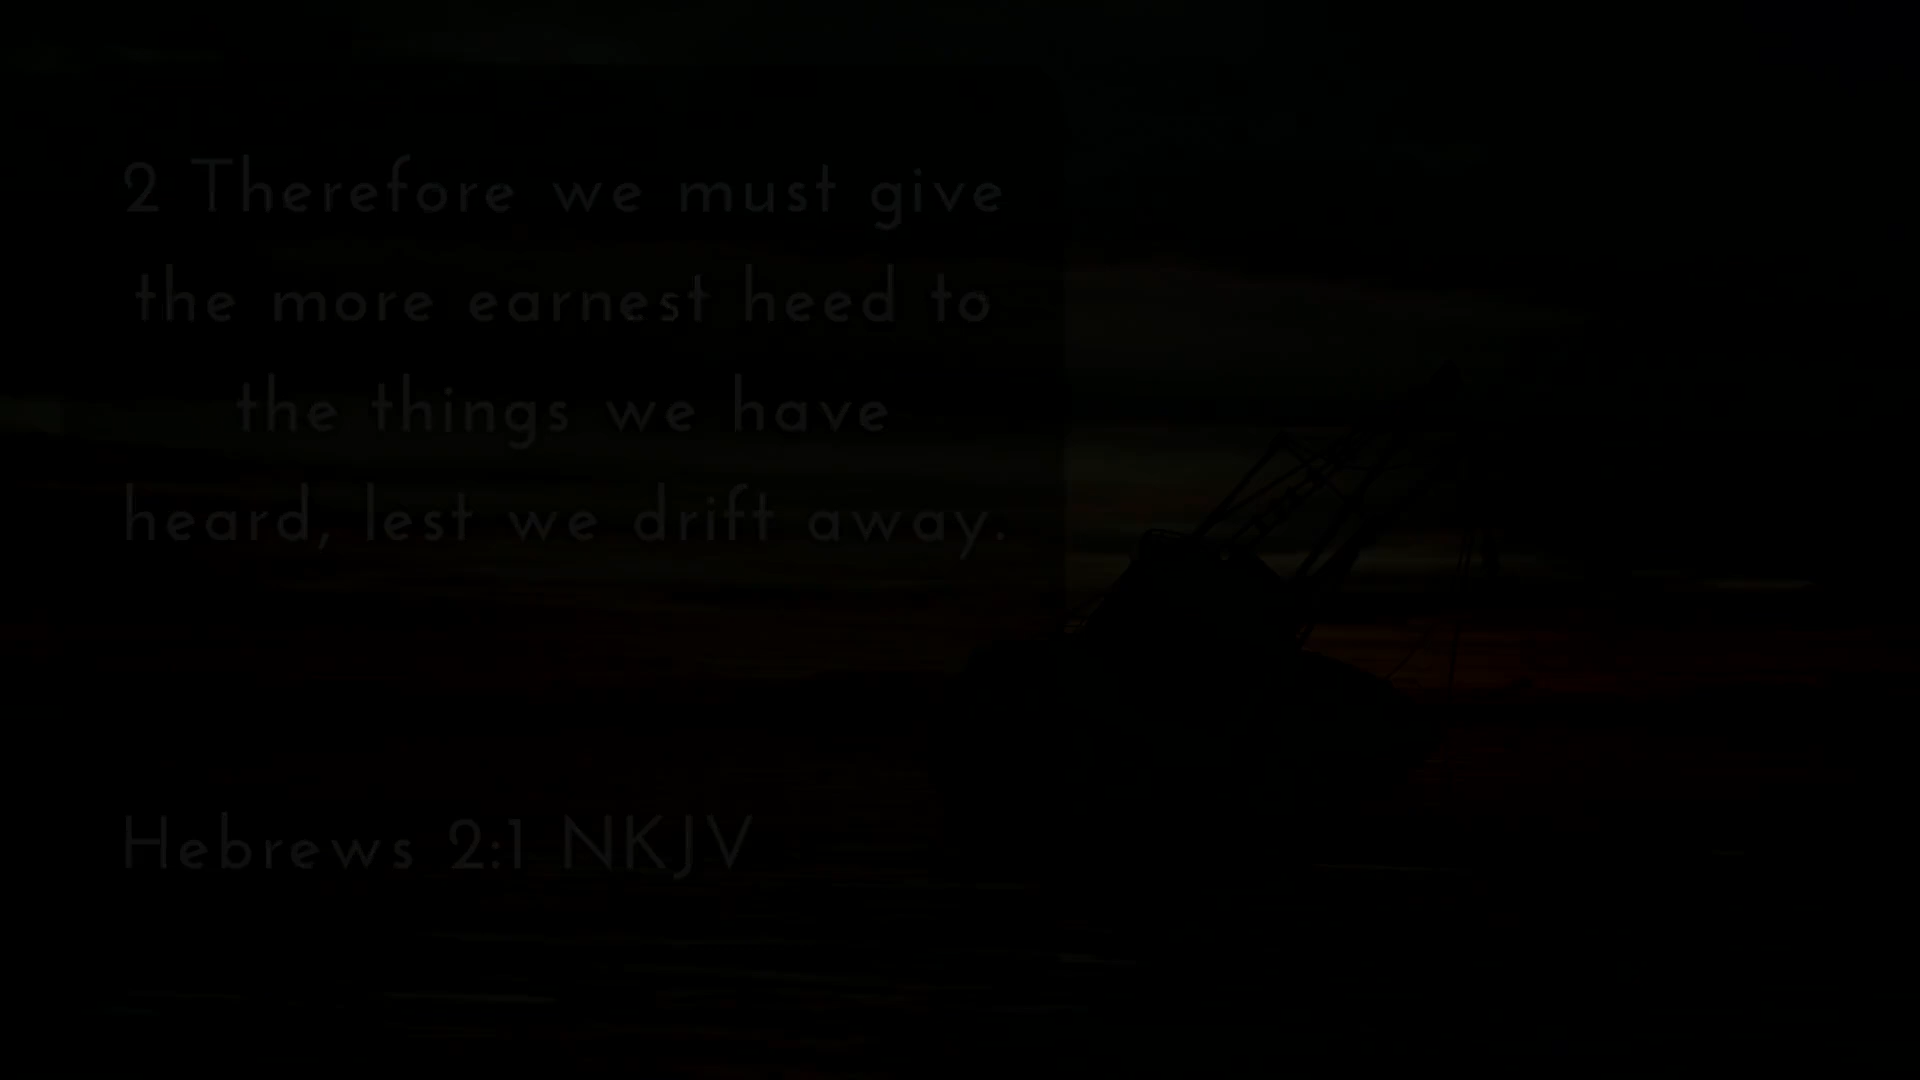 2 Therefore we must give
the more earnest heed to
the things we have
heard, lest we drift away.
Hebrews 2:1 NKJV